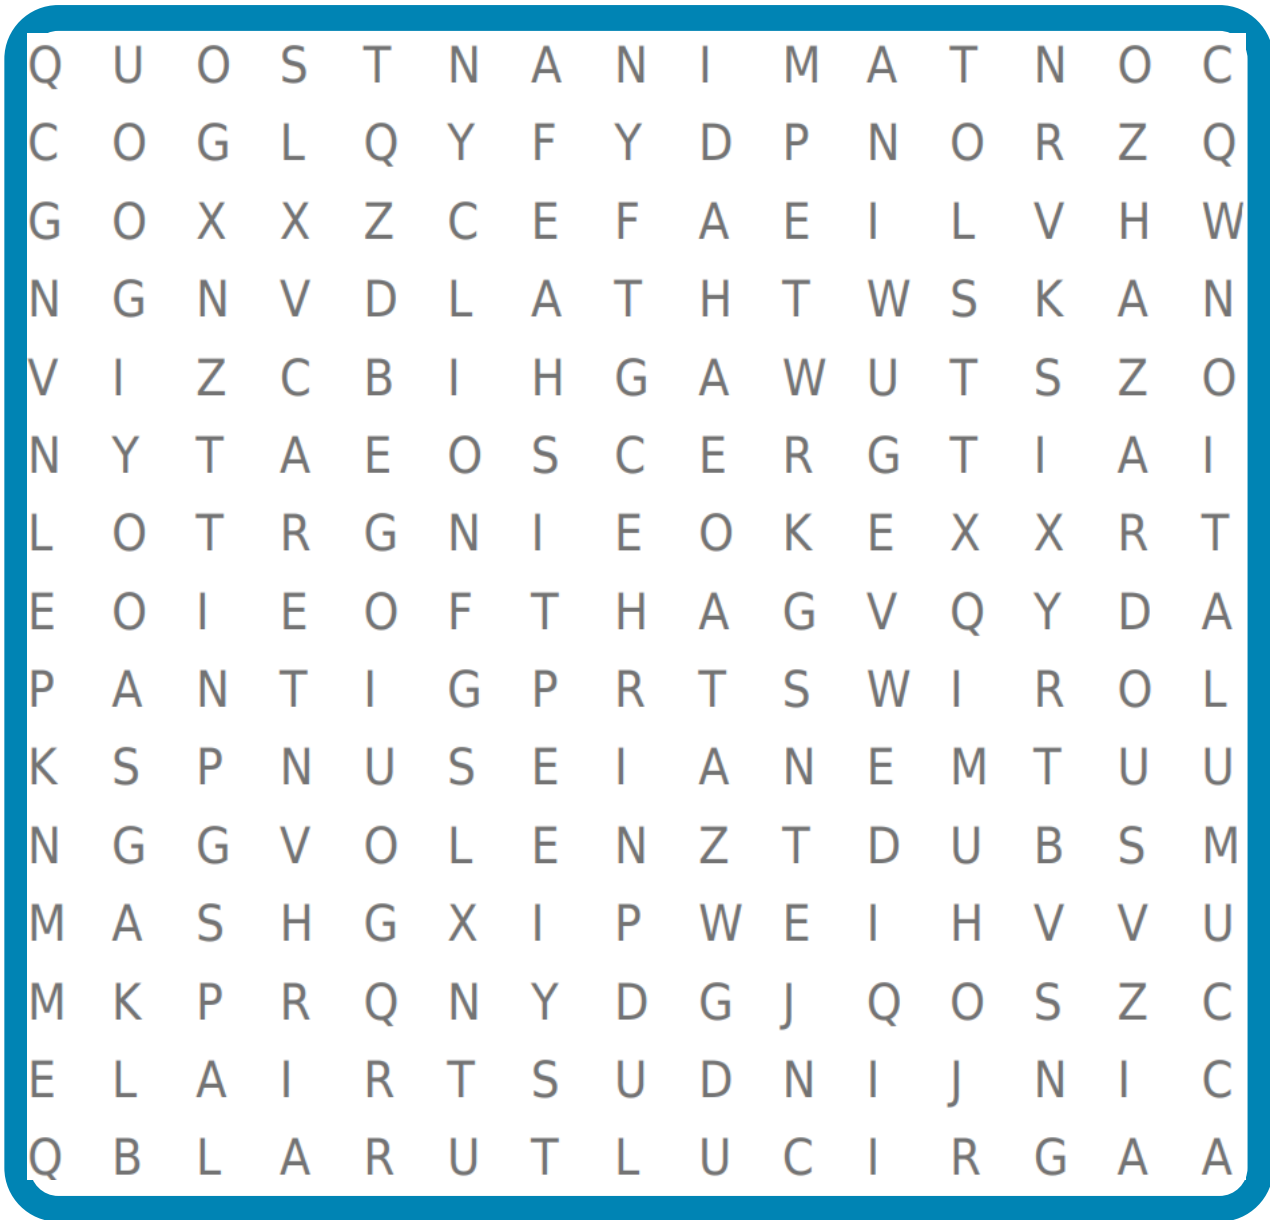 Q U O S T N A N I M A T N O C
C O G L Q Y F Y D P N O R Z Q
G O X X Z C E F A E I L V H W
N G N V D L A T H T W S K A N
V I Z C B I H G A W U T S Z O
N Y T A E O S C E R G T I A I
L O T R G N I E O K E X X R T
E O I E O F T H A G V Q Y D A
P A N T I G P R T S W I R O L
K S P N U S E I A N E M T U U
N G G V O L E N Z T D U B S M
M A S H G X I P W E I H V V U
M K P R Q N Y D G J Q O S Z C
E L A I R T S U D N I J N I C
Q B L A R U T L U C I R G A A